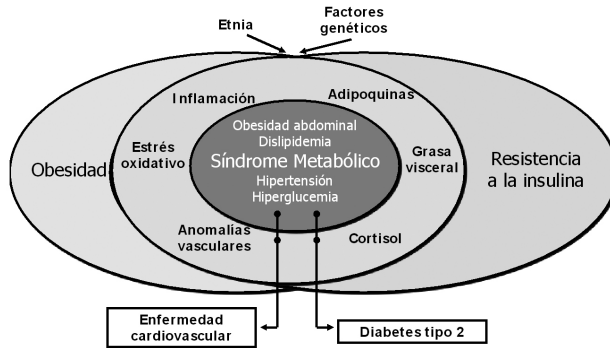 Etnia
Factores
genéticos
Inflamación
Adipoquinas
Obesidad abdominal
Dislipidemia
Síndrome Metabólico
Hipertensión
Hiperglucemia
Estrés
oxidativo
Grasa
visceral
Obesidad
Resistencia
a la insulina
Anomalías
vasculares
Cortisol
Enfermedad
cardiovascular
Diabetes tipo 2